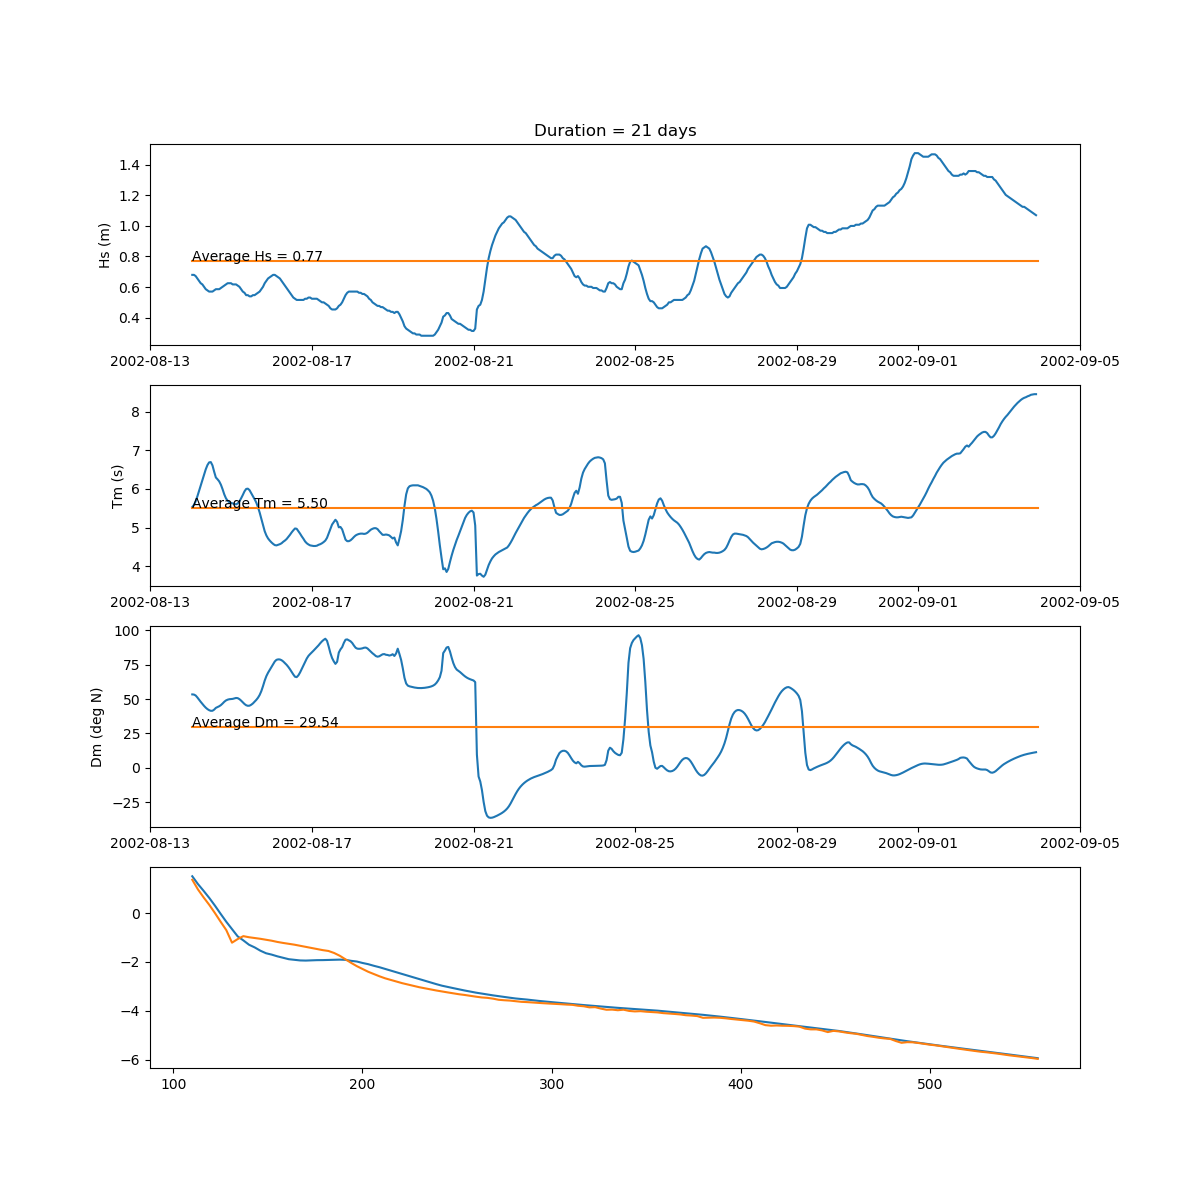 Duration = 21 days
1.4
1.2
1.0
0.8
0.6
0.4
Hs (m)
Average Hs = 0.77
2002-08-13 2002-08-17 2002-08-21 2002-08-25 2002-08-29 2002-09-01 2002-09-05
8
7
6
5
4
Tm (s)
Average Tm = 5.50
2002-08-13 2002-08-17 2002-08-21 2002-08-25 2002-08-29 2002-09-01 2002-09-05
100
75
50
25
0
−25
Dm (deg N)
Average Dm = 29.54
2002-08-13 2002-08-17 2002-08-21 2002-08-25 2002-08-29 2002-09-01 2002-09-05
0
−2
−4
−6
100 200 300 400 500